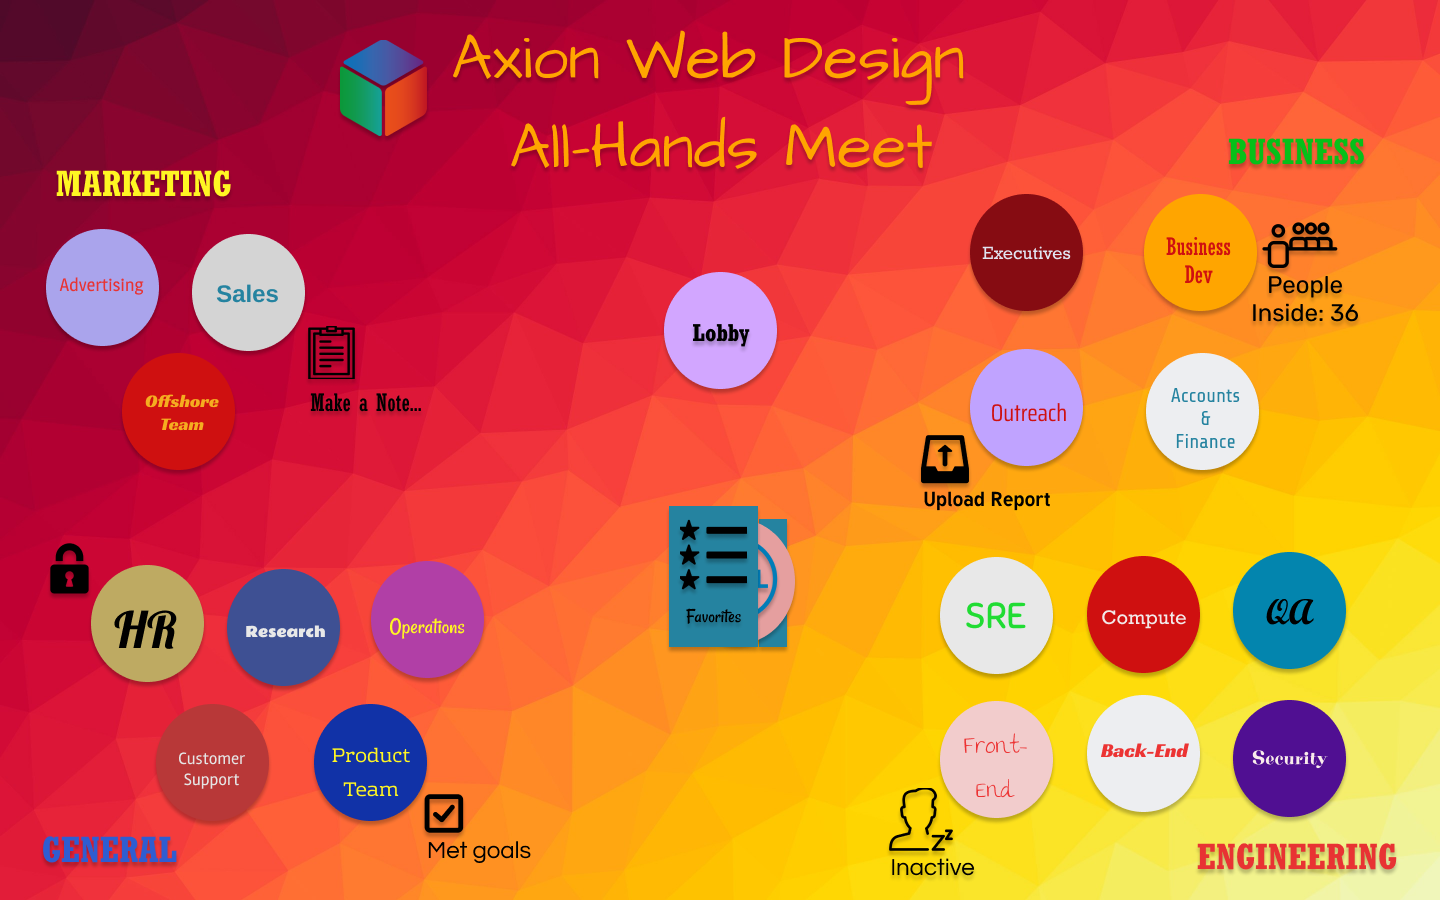 Axion Web Design
All-Hands Meet
MARKETING
Advertising
Sales
Offshore
Team
Make a Note...
Lobby
BUSINESS
Executives
Business
Dev
People
Inside: 36
Outreach
Accounts
&
Finance
Upload Report
Favorites
HR
Research
Operations
Customer
Support
Product
Team
Met goals
GENERAL
SRE
Compute
QA
Front-
End
Back-End
Security
zz
Inactive
ENGINEERING